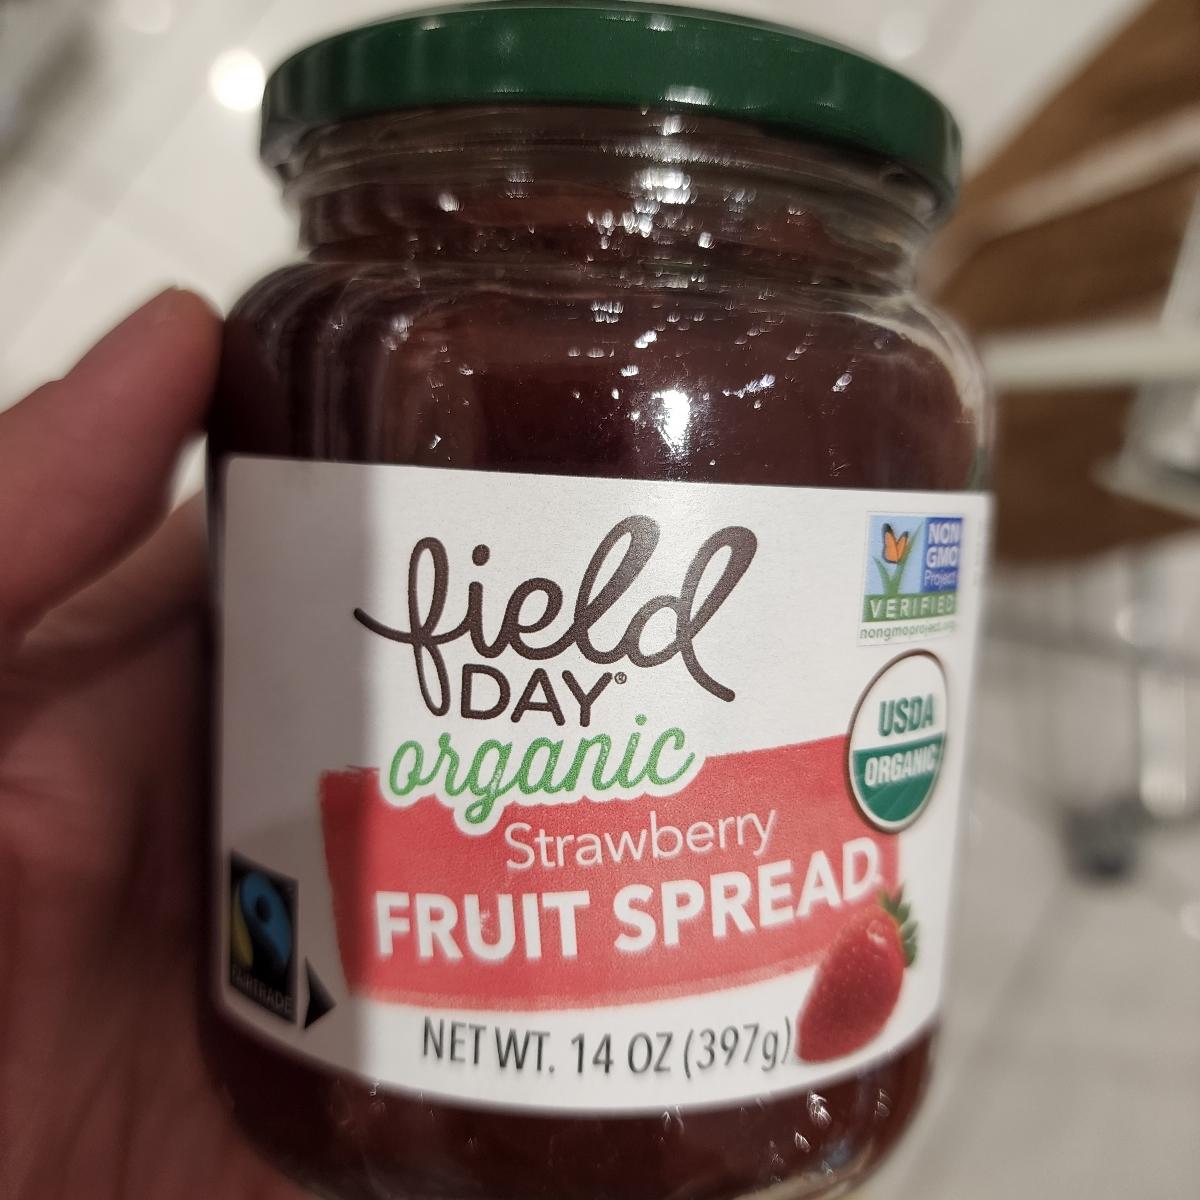 field
DAY®
organic
Strawberry
FRUIT SPREAD
NET WT. 14 OZ (397g)
NON
GMO
Project
VERIFIED
nongmoproject.org
USDA
ORGANIC
FAIRTRADE